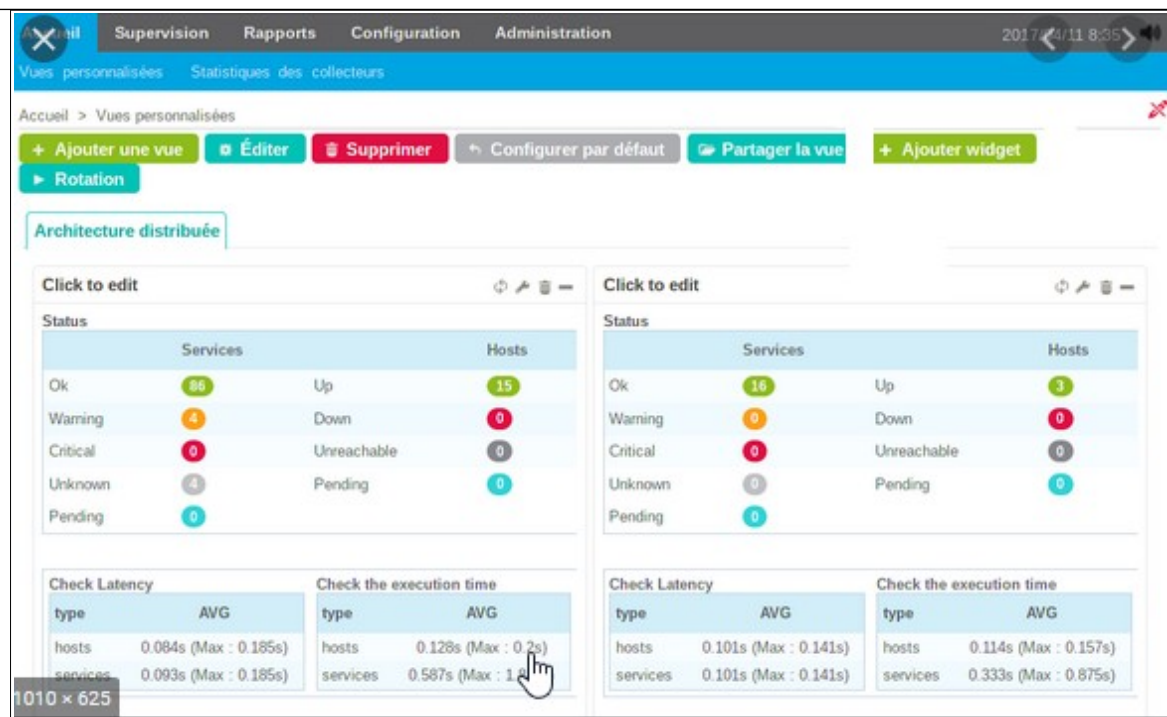 Supervision Rapports Configuration Administration
Vues personnalisées Statistiques des collecteurs
Accueil > Vues personnalisées
+ Ajouter une vue Éditer Supprimer Configurer par défaut Partager la vue + Ajouter widget
Rotation
Architecture distribuée
Click to edit
Status
Services Hosts
Ok 86 Up 15
Warning 4 Down 0
Critical 0 Unreachable 0
Unknown 4 Pending 0
Pending 0
Check Latency
type AVG
hosts 0.084s (Max : 0.185s)
services 0.093s (Max : 0.185s)
Check the execution time
type AVG
hosts 0.128s (Max : 0.2s)
services 0.587s (Max :
Click to edit
Status
Services Hosts
Ok 16 Up 3
Warning 0 Down 0
Critical 0 Unreachable 0
Unknown 0 Pending 0
Pending 0
Check Latency
type AVG
hosts 0.101s (Max : 0.141s)
services 0.101s (Max : 0.141s)
Check the execution time
type AVG
hosts 0.114s (Max : 0.157s)
services 0.333s (Max : 0.875s)
1010 × 625